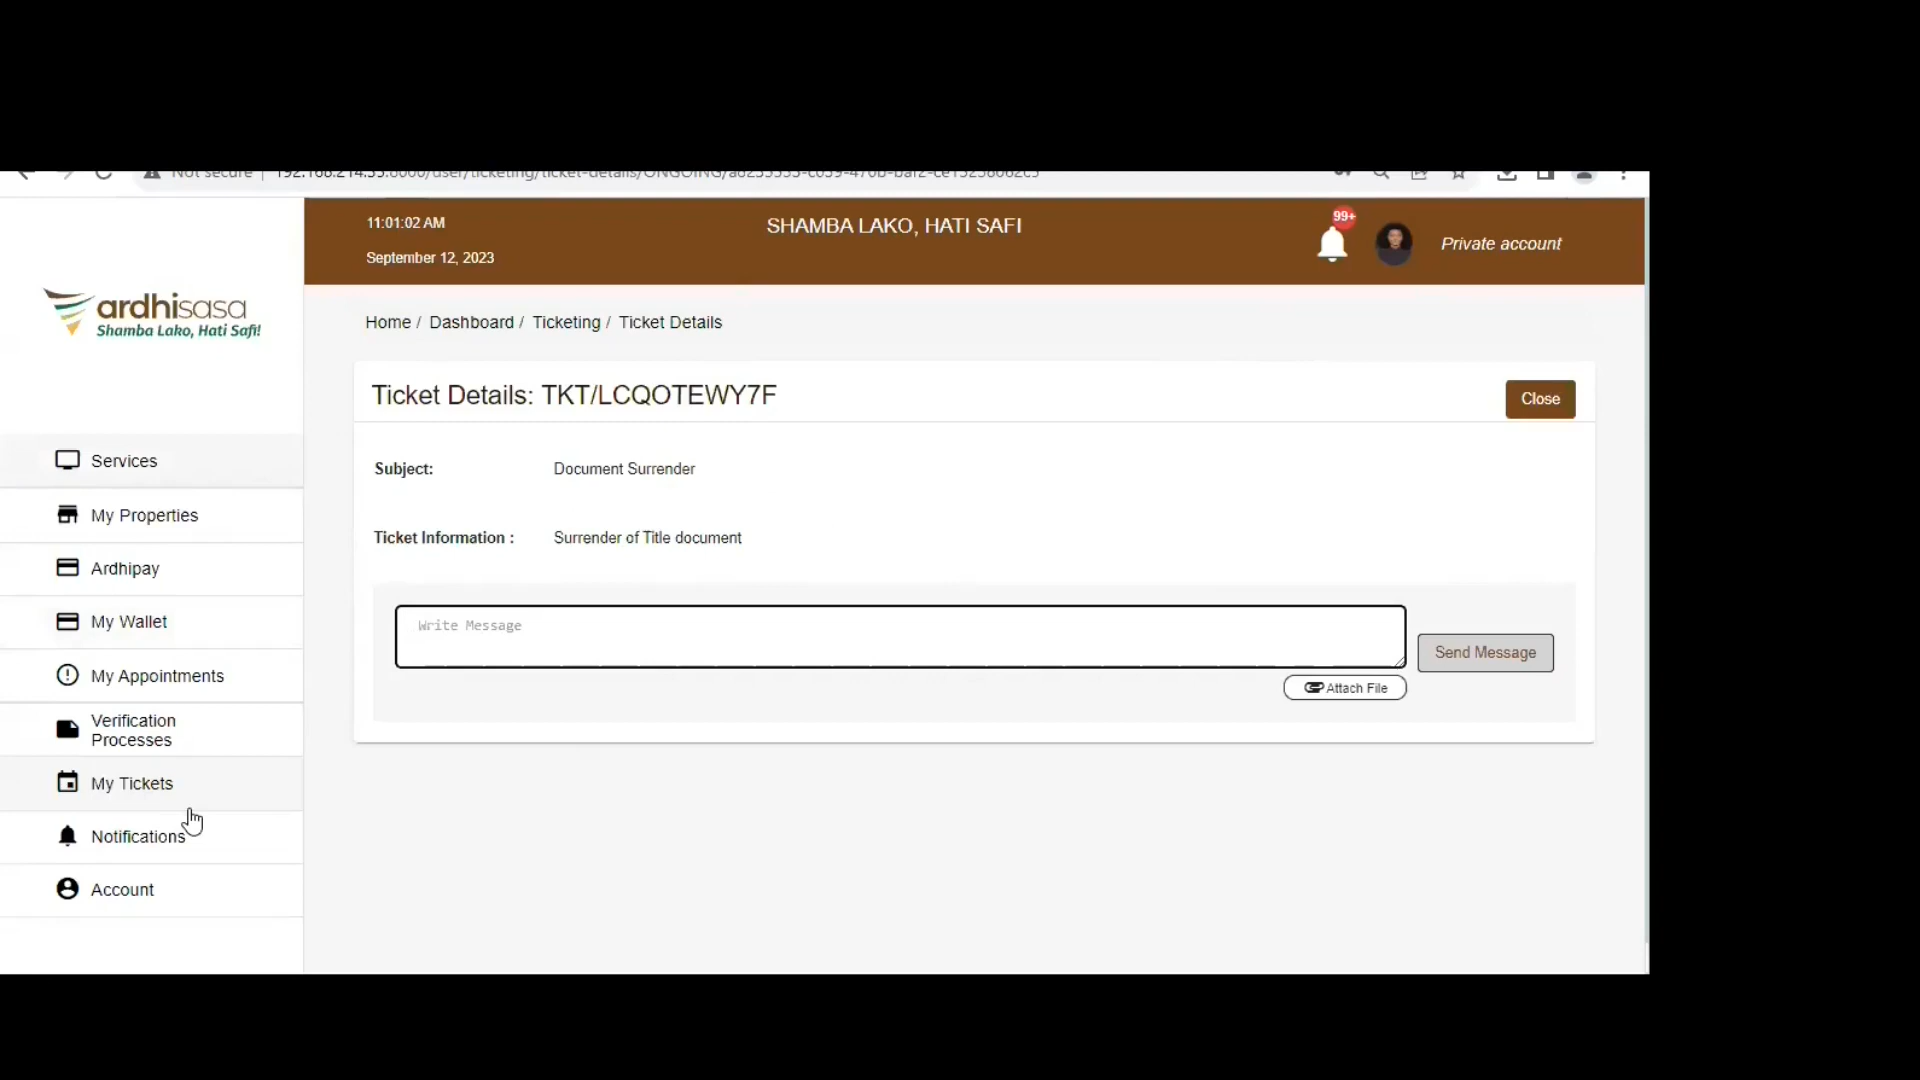 Not secure
11:01:02 AM
SHAMBA LAKO, HATI SAFI
99+
Private account
September 12, 2023
ardhisasa
Shamba Lako, Hati Safi!
Home / Dashboard / Ticketing / Ticket Details
Ticket Details: TKT/LCQOTEWY7F
Close
Subject: Document Surrender
Ticket Information : Surrender of Title document
Write Message
Send Message
Attach File
Services
My Properties
Ardhipay
My Wallet
My Appointments
Verification
Processes
My Tickets
Notifications
Account